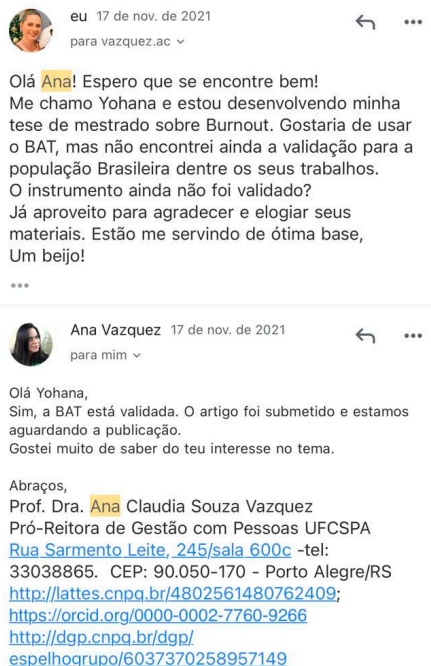 eu 17 de nov. de 2021
para vazquez.ac
Olá Ana! Espero que se encontre bem!
Me chamo Yohana e estou desenvolvendo minha
tese de mestrado sobre Burnout. Gostaria de usar
o BAT, mas não encontrei ainda a validação para a
população Brasileira dentre os seus trabalhos.
O instrumento ainda não foi validado?
Já aproveito para agradecer e elogiar seus
materiais. Estão me servindo de ótima base,
Um beijo!
Ana Vazquez 17 de nov. de 2021
para mim
Olá Yohana,
Sim, a BAT está validada. O artigo foi submetido e estamos
aguardando a publicação.
Gostei muito de saber do teu interesse no tema.
Abraços,
Prof. Dra. Ana Claudia Souza Vazquez
Pró-Reitora de Gestão com Pessoas UFCSPA
Rua Sarmento Leite, 245/sala 600c -tel:
33038865.  CEP: 90.050-170 - Porto Alegre/RS
http://lattes.cnpq.br/4802561480762409;
https://orcid.org/0000-0002-7760-9266
http://dgp.cnpq.br/dgp/
espelhogrupo/6037370258957149